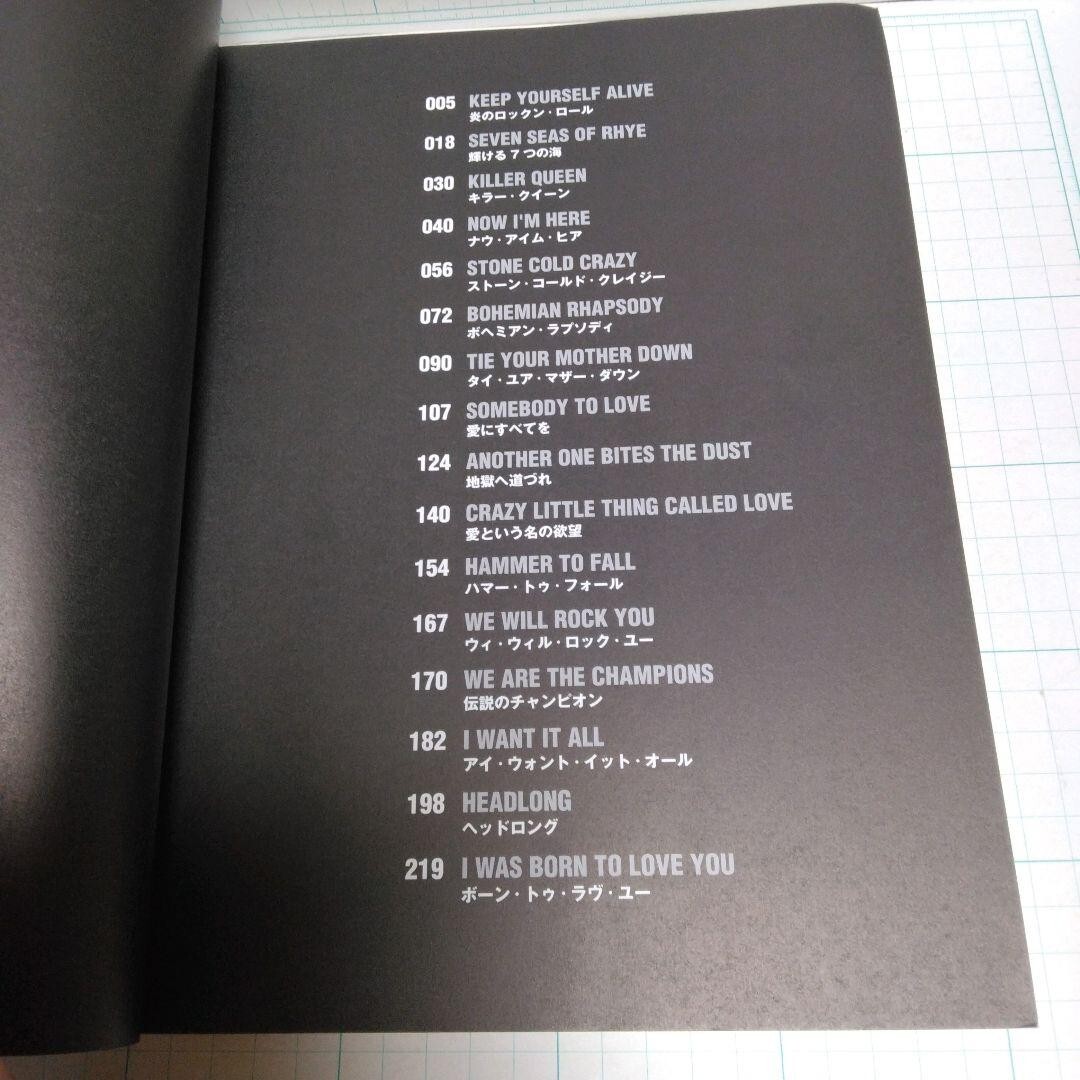 005 KEEP YOURSELF ALIVE
炎のロックン・ロール
018 SEVEN SEAS OF RHYE
輝ける7つの海
030 KILLER QUEEN
キラー・クイーン
040 NOW I'M HERE
ナウ・アイム・ヒア
056 STONE COLD CRAZY
ストーン・コールド・クレイジー
072 BOHEMIAN RHAPSODY
ボヘミアン・ラプソディ
090 TIE YOUR MOTHER DOWN
タイ・ユア・マザー・ダウン
107 SOMEBODY TO LOVE
愛にすべてを
124 ANOTHER ONE BITES THE DUST
地獄へ道づれ
140 CRAZY LITTLE THING CALLED LOVE
愛という名の欲望
154 HAMMER TO FALL
ハマー・トゥ・フォール
167 WE WILL ROCK YOU
ウィ・ウィル・ロック・ユー
170 WE ARE THE CHAMPIONS
伝説のチャンピオン
182 I WANT IT ALL
アイ・ウォント・イット・オール
198 HEADLONG
ヘッドロング
219 I WAS BORN TO LOVE YOU
ボーン・トゥ・ラヴ・ユー